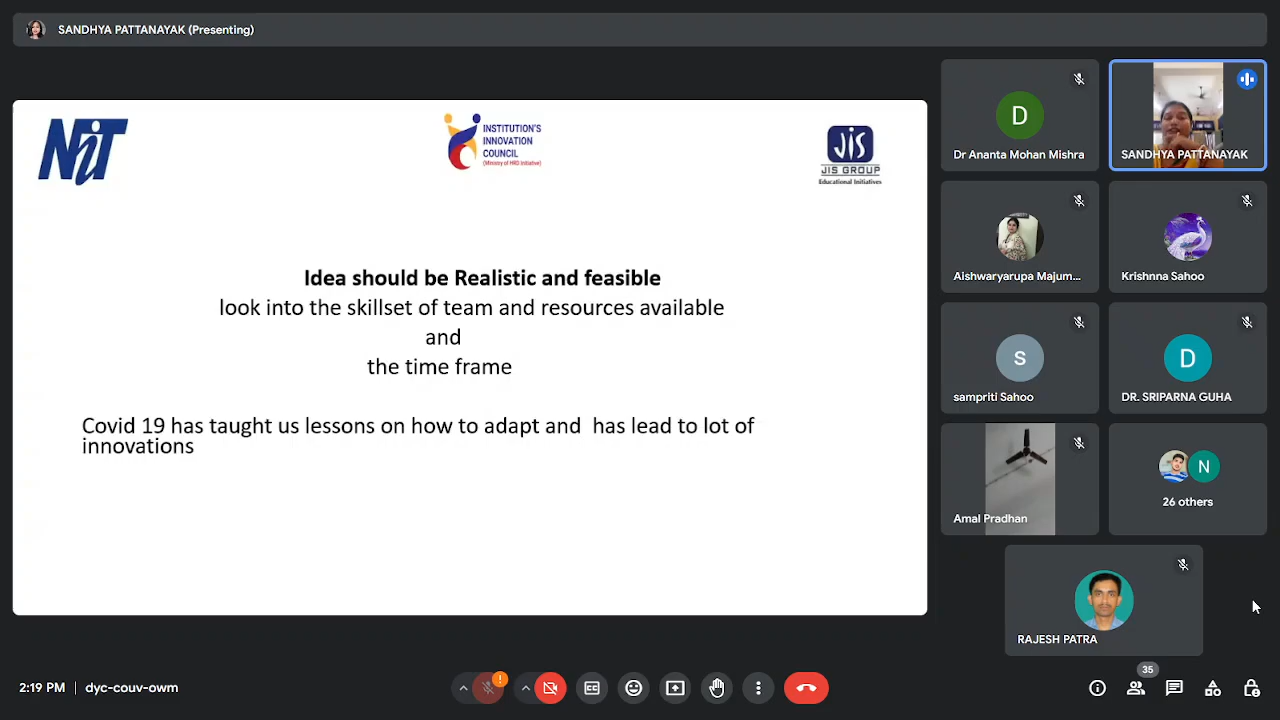 SANDHYA PATTANAYAK (Presenting)
NiT
INSTITUTION'S
INNOVATION
COUNCIL
(Ministry of HRD Initiative)
JIS
JIS GROUP
Educational Initiatives
Idea should be Realistic and feasible
look into the skillset of team and resources available
and
the time frame
Covid 19 has taught us lessons on how to adapt and  has lead to lot of
innovations
D
Dr Ananta Mohan Mishra
SANDHYA PATTANAYAK
Aishwaryarupa Majum...
Krishnna Sahoo
s
sampriti Sahoo
D
DR. SRIPARNA GUHA
Amal Pradhan
N
26 others
RAJESH PATRA
2:19 PM | dyc-couv-owm
!
CC
35